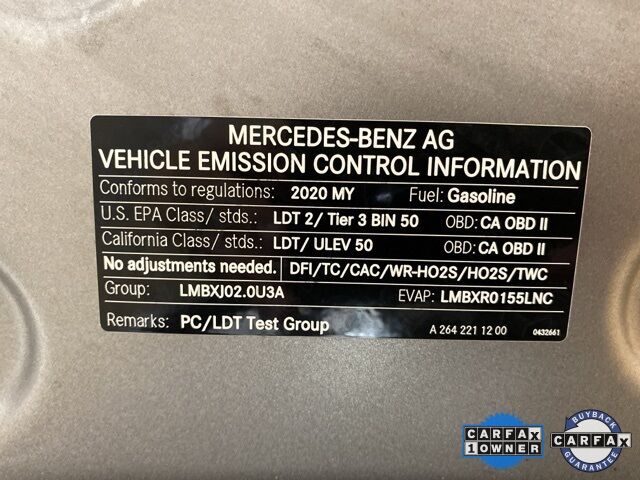 MERCEDES-BENZ AG
VEHICLE EMISSION CONTROL INFORMATION
Conforms to regulations: 2020 MY Fuel: Gasoline
U.S. EPA Class/ stds.: LDT 2/ Tier 3 BIN 50 OBD: CA OBD II
California Class/ stds.: LDT/ ULEV 50 OBD: CA OBD II
No adjustments needed. DFI/TC/CAC/WR-HO2S/HO2S/TWC
Group: LMBXJ02.0U3A EVAP: LMBXR0155LNC
Remarks: PC/LDT Test Group A 264 221 12 00 0432661
CARFAX
1 OWNER
BUYBACK
CARFAX
GUARANTEE